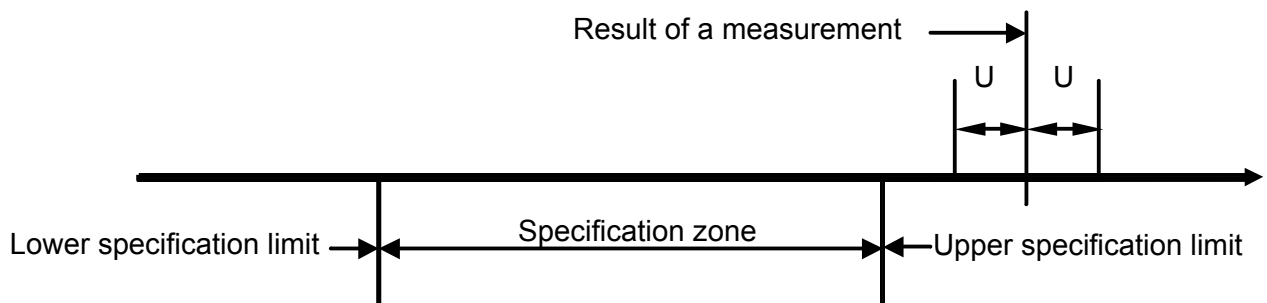 Result of a measurement
U U
Lower specification limit
Specification zone
Upper specification limit